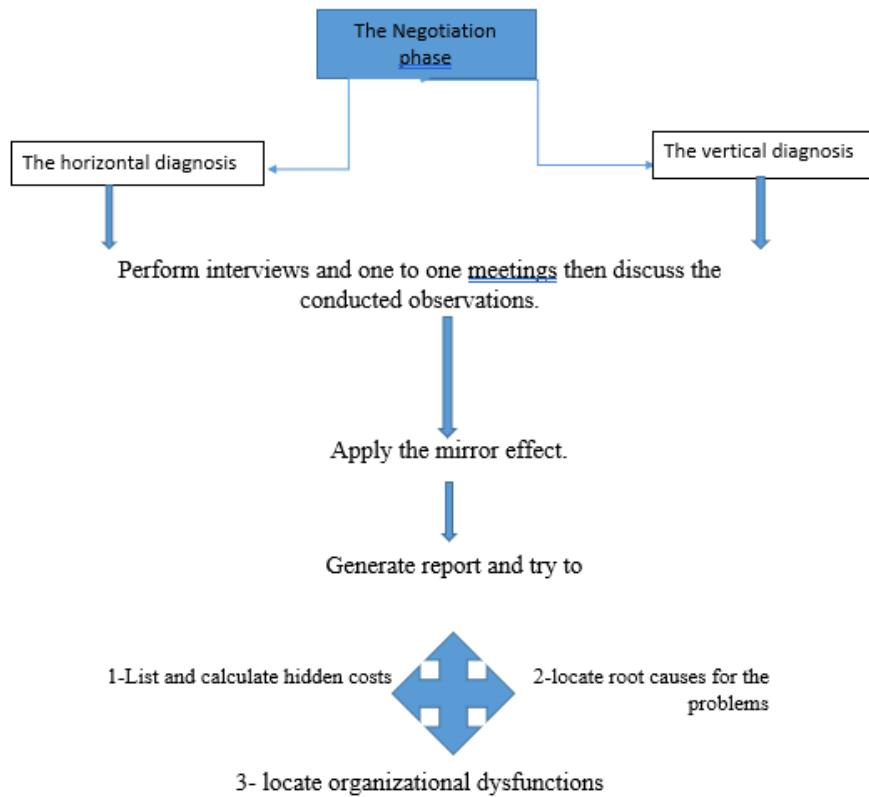 The Negotiation
phase
The horizontal diagnosis
The vertical diagnosis
Perform interviews and one to one meetings then discuss the
conducted observations.
Apply the mirror effect.
Generate report and try to
1-List and calculate hidden costs
2-locate root causes for the
problems
3- locate organizational dysfunctions